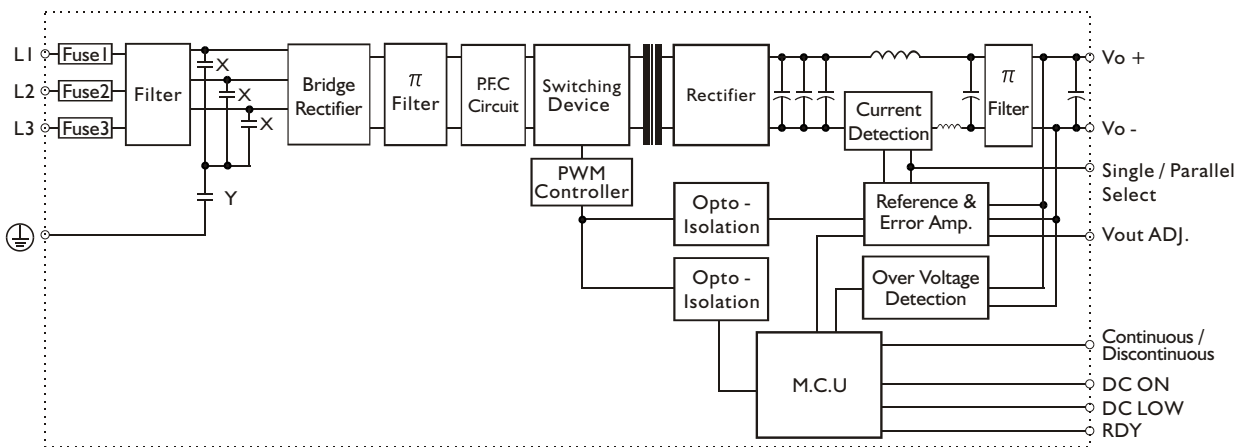 L1
Fuse1
L2
Fuse2
L3
Fuse3
Filter
X
X
X
Y
Bridge
Rectifier
π
Filter
P.F.C
Circuit
Switching
Device
PWM
Controller
Rectifier
Current
Detection
π
Filter
Vo +
Vo -
Single / Parallel
Select
Opto -
Isolation
Reference &
Error Amp.
Vout ADJ.
Opto -
Isolation
Over Voltage
Detection
M.C.U
Continuous /
Discontinuous
DC ON
DC LOW
RDY